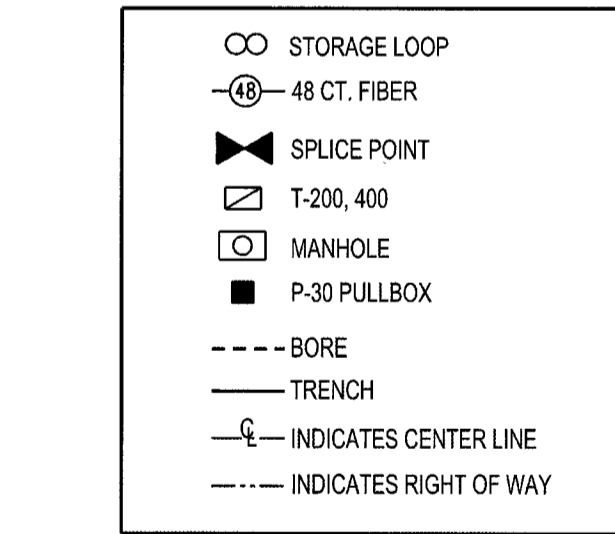 STORAGE LOOP
48 48 CT. FIBER
SPLICE POINT
T-200, 400
MANHOLE
P-30 PULLBOX
BORE
TRENCH
℄ INDICATES CENTER LINE
INDICATES RIGHT OF WAY